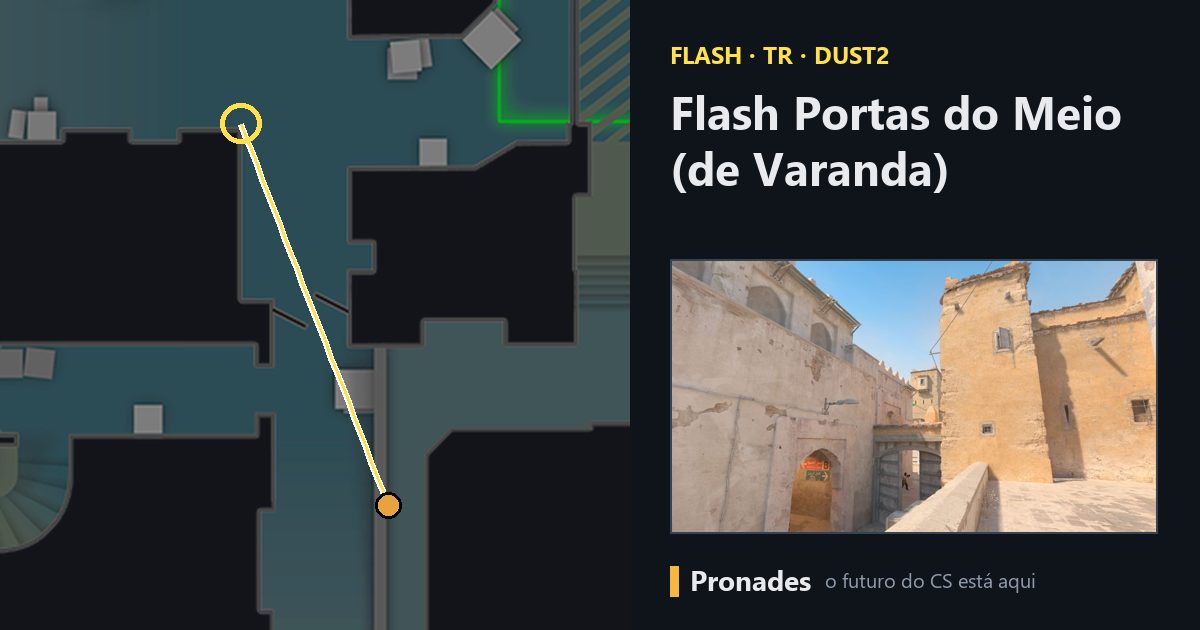 FLASH · TR · DUST2
Flash Portas do Meio
(de Varanda)
Pronades o futuro do CS está aqui